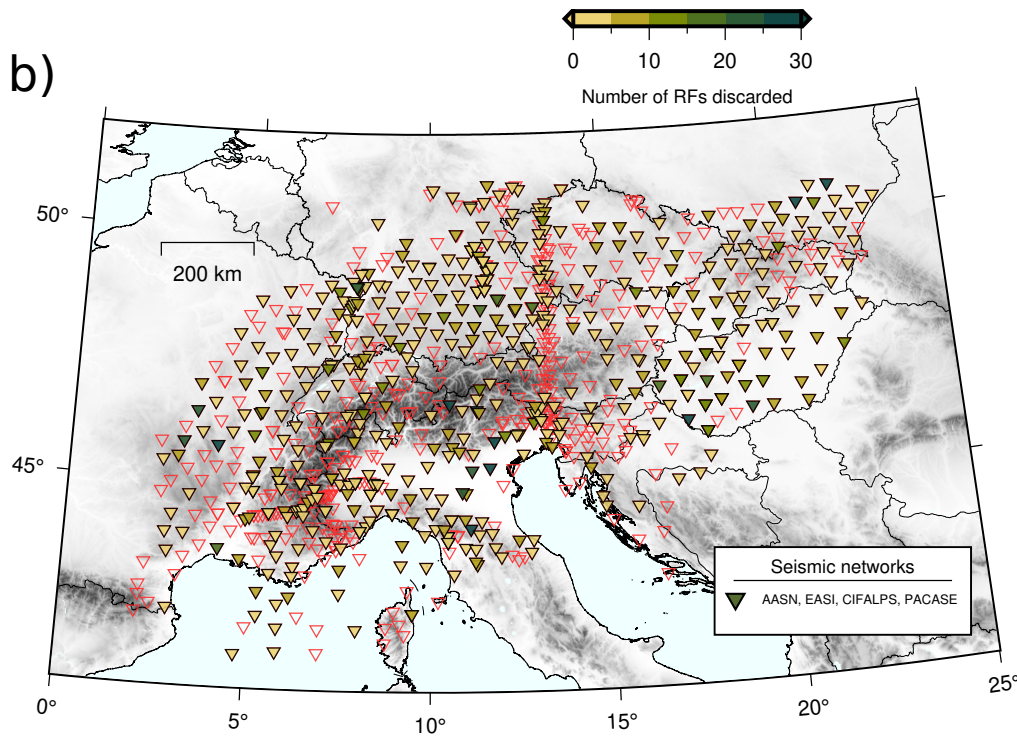 0 10 20 30
Number of RFs discarded
b)
50°
200 km
45°
Seismic networks
AASN, EASI, CIFALPS, PACASE
0° 5° 10° 15° 20° 25°